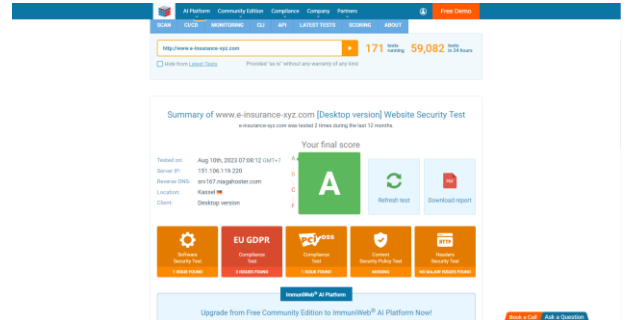 AI Platform Community Edition Compliance Company Partners Free Demo
SCAN CI/CD MONITORING CLI API LATEST TESTS SCORING ABOUT
http://www.e-insurance-xyz.com 171 tests running 59,082 tests in 24 hours
Hide from Latest Tests Provided "as is" without any warranty of any kind
Summary of www.e-insurance-xyz.com [Desktop version] Website Security Test
e-insurance-xyz.com was tested 2 times during the last 12 months.
Your final score
Tested on: Aug 10th, 2023 07:08:12 GMT+7
Server IP: 151.106.119.220
Reverse DNS: srv167.niagahoster.com
Location: Kassel
Client: Desktop version
A
B
C
F
A
Refresh test
PDF
Download report
Software Security Test
1 ISSUE FOUND
EU GDPR
Compliance Test
3 ISSUES FOUND
PCI DSS
Compliance Test
1 ISSUE FOUND
Content Security Policy Test
MISSING
HTTP
Headers Security Test
NO MAJOR ISSUES FOUND
ImmuniWeb® AI Platform
Upgrade from Free Community Edition to ImmuniWeb® AI Platform Now!
Book a Call Ask a Question